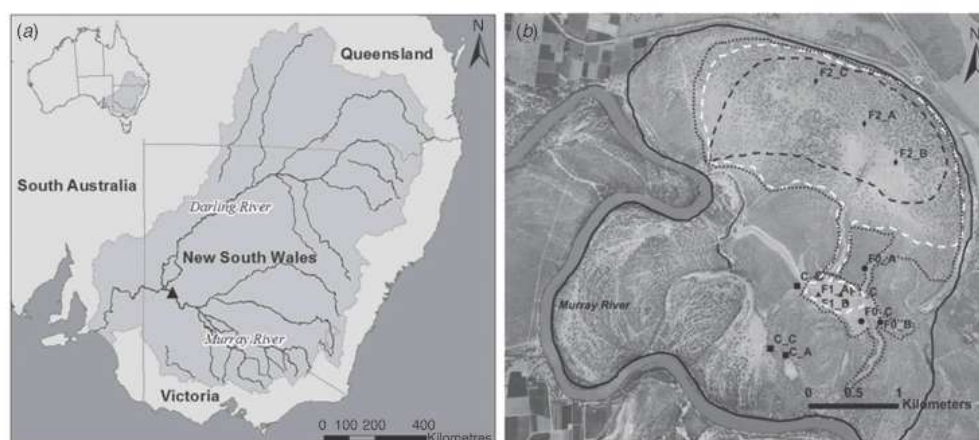 (a)
N
Queensland
South Australia
Darling River
New South Wales
Murray River
Victoria
0 100 200 400
Kilometres
(b)
N
F2_C
F2_A
F2_B
F0_A
F1_A
F1_B
F0_C
F0_B
Murray River
C_C
C_A
0 0.5 1
Kilometers